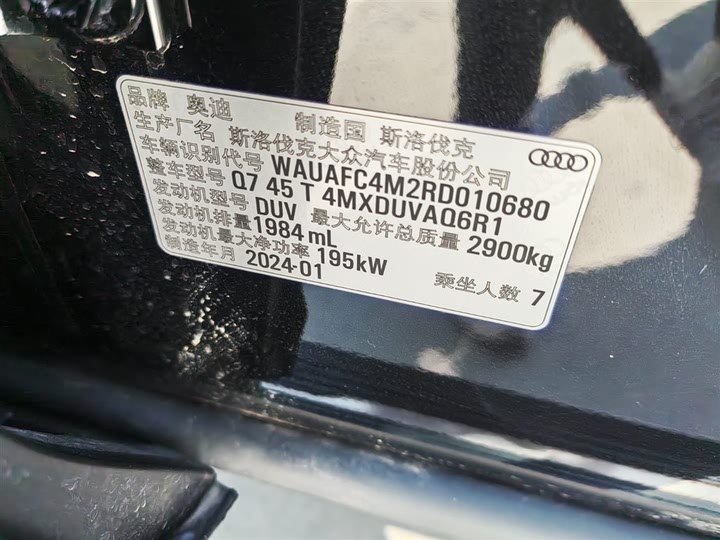 品牌 奥迪 制造国 斯洛伐克
生产厂名 斯洛伐克大众汽车股份公司
车辆识别代号 WAUAFC4M2RD010680
整车型号 Q7 45 T 4MXDUVAQ6R1
发动机型号 DUV 最大允许总质量 2900kg
发动机排量 1984 mL
发动机最大净功率 195kW 乘坐人数 7
制造年月 2024-01